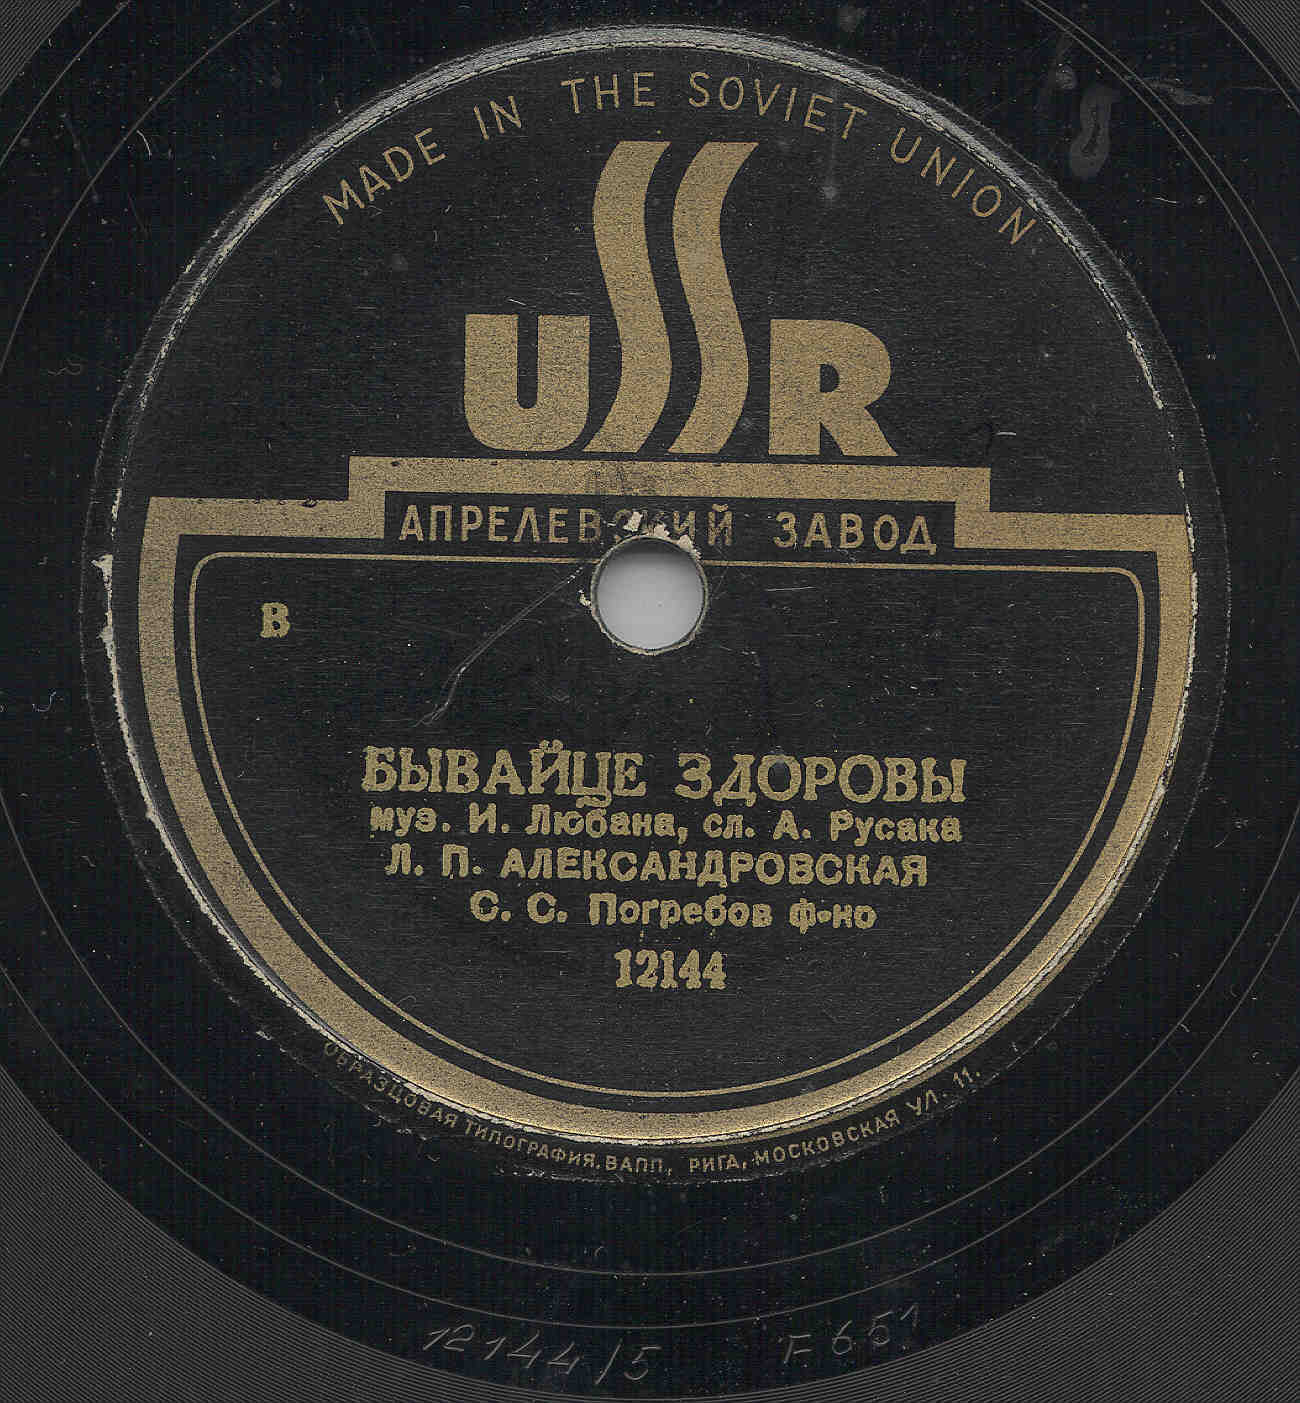 MADE IN THE SOVIET UNION
USSR
АПРЕЛЕВСКИЙ ЗАВОД
В
БЫВАЙЦЕ ЗДОРОВЫ
муз. И. Любана, сл. А. Русака
Л. П. АЛЕКСАНДРОВСКАЯ
С. С. Погребов ф-но
12144
ОБРАЗЦОВАЯ ТИПОГРАФИЯ. ВАПП, РИГА, МОСКОВСКАЯ УЛ. 11.
12144/5 F651